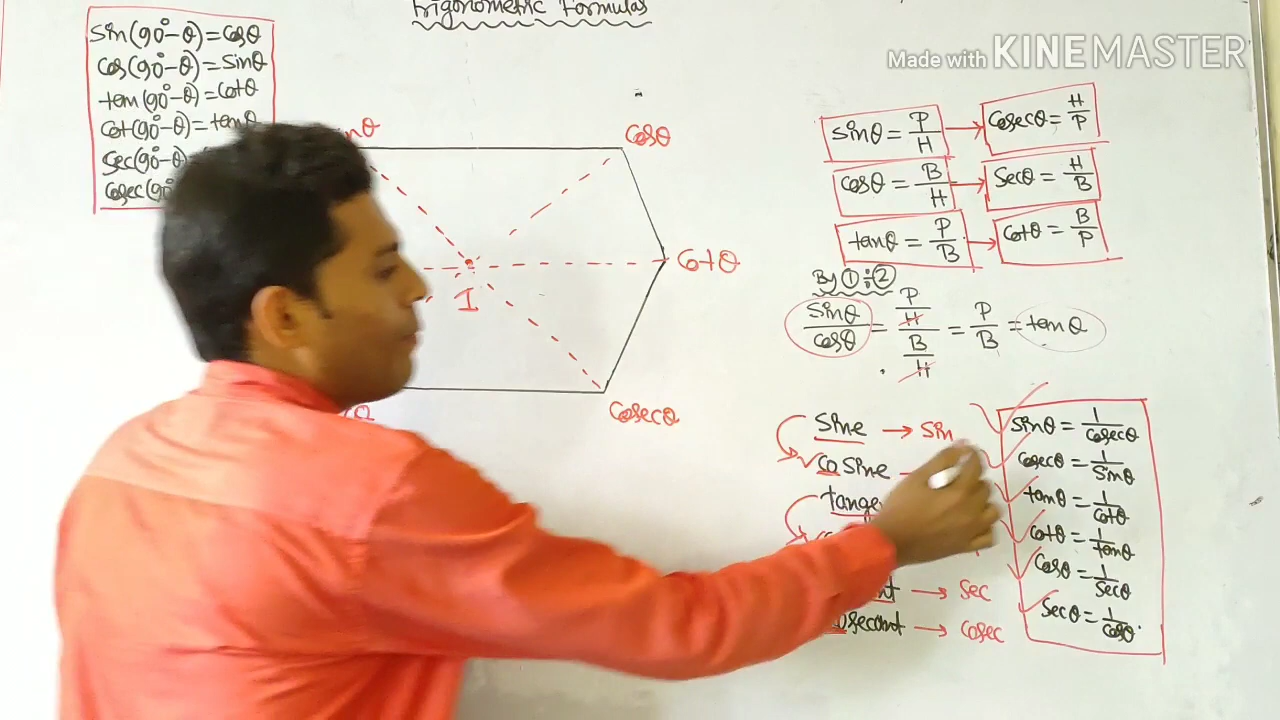 Trigonometric Formulas
Made with KINEMASTER
sin(90°-θ)=cosθ
cos(90°-θ)=sinθ
tan(90°-θ)=cotθ
cot(90°-θ)=tanθ
sec(90°-θ)
cosec(90°
cosθ
cotθ
I
cosecθ
sinθ = P/H → cosecθ = H/P
cosθ = B/H → secθ = H/B
tanθ = P/B → cotθ = B/P
By ① ÷ ②
sinθ/cosθ = (P/H)/(B/H) = P/B = tanθ
sine → sin
cosine
tange
→ sec
cosecant → cosec
sinθ = 1/cosecθ
cosecθ = 1/sinθ
tanθ = 1/cotθ
cotθ = 1/tanθ
cosθ = 1/secθ
secθ = 1/cosθ